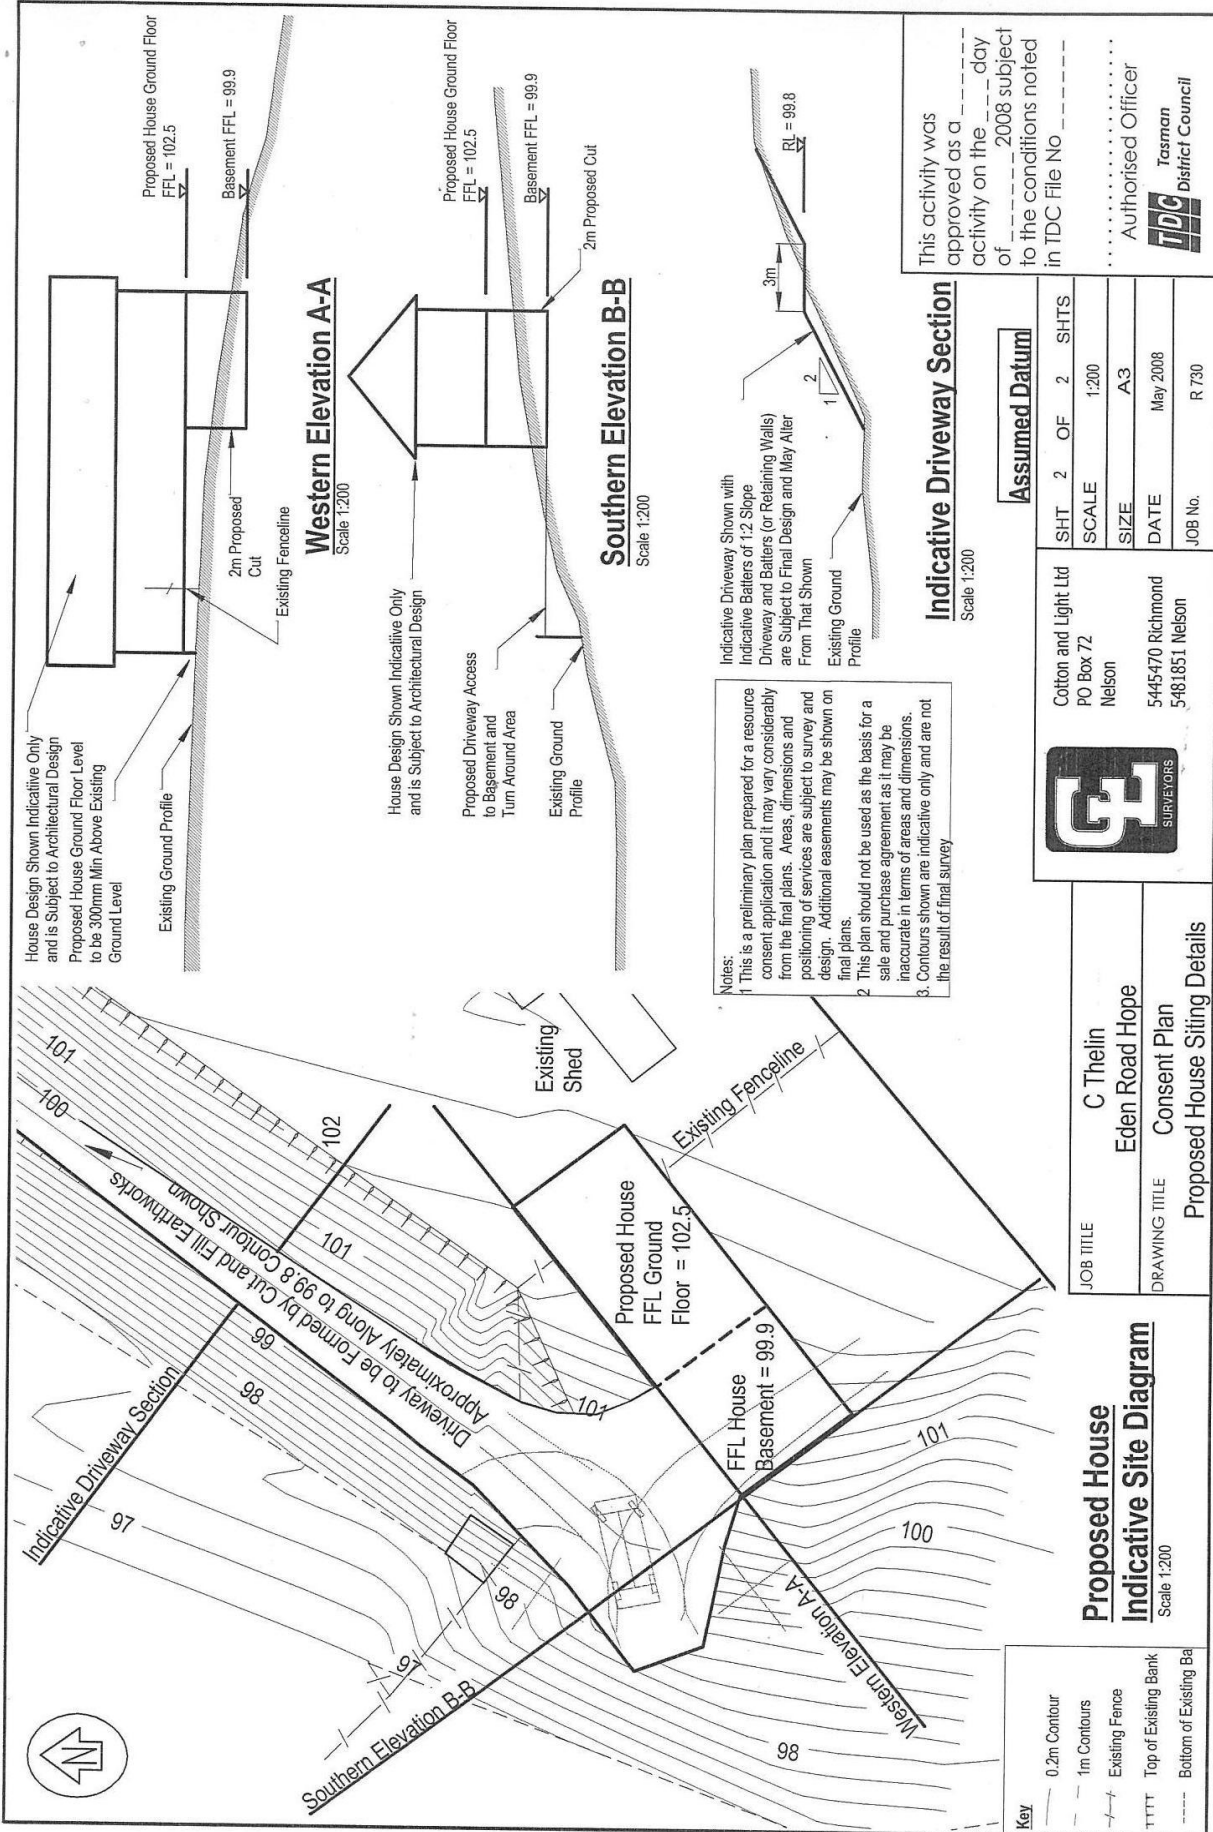 N
Indicative Driveway Section
97
98
99
100
101
102
Driveway to be Formed by Cut and Fill Earthworks
Approximately Along to 99.8 Contour Shown
101
101
98
97
Southern Elevation B-B
Western Elevation A-A
98
100
101
FFL House
Basement = 99.9
Proposed House
FFL Ground
Floor = 102.5
Existing Fenceline
Existing
Shed
House Design Shown Indicative Only
and is Subject to Architectural Design
Proposed House Ground Floor Level
to be 300mm Min Above Existing
Ground Level
Existing Ground Profile
2m Proposed
Cut
Existing Fenceline
Proposed House Ground Floor
FFL = 102.5
Basement FFL = 99.9
Western Elevation A-A
Scale 1:200
House Design Shown Indicative Only
and is Subject to Architectural Design
Proposed Driveway Access
to Basement and
Turn Around Area
Existing Ground
Profile
Proposed House Ground Floor
FFL = 102.5
Basement FFL = 99.9
2m Proposed Cut
Southern Elevation B-B
Scale 1:200
Indicative Driveway Shown with
Indicative Batters of 1:2 Slope
Driveway and Batters (or Retaining Walls)
are Subject to Final Design and May Alter
From That Shown
Existing Ground
Profile
1
2
3m
RL = 99.8
Indicative Driveway Section
Scale 1:200
Notes:
1 This is a preliminary plan prepared for a resource
consent application and it may vary considerably
from the final plans. Areas, dimensions and
positioning of services are subject to survey and
design. Additional easements may be shown on
final plans.
2 This plan should not be used as the basis for a
sale and purchase agreement as it may be
inaccurate in terms of areas and dimensions.
3. Contours shown are indicative only and are not
the result of final survey
Key
0.2m Contour
1m Contours
Existing Fence
Top of Existing Bank
Bottom of Existing Ba
Proposed House
Indicative Site Diagram
Scale 1:200
JOB TITLE
C Thelin
Eden Road Hope
DRAWING TITLE
Consent Plan
Proposed House Siting Details
CL
SURVEYORS
Cotton and Light Ltd
PO Box 72
Nelson
5445470 Richmond
5481851 Nelson
Assumed Datum
SHT 2 OF 2 SHTS
SCALE 1:200
SIZE A3
DATE May 2008
JOB No. R 730
This activity was
approved as a _______
activity on the ____ day
of _______ 2008 subject
to the conditions noted
in TDC File No _______
..........................
Authorised Officer
TDC
Tasman
District Council